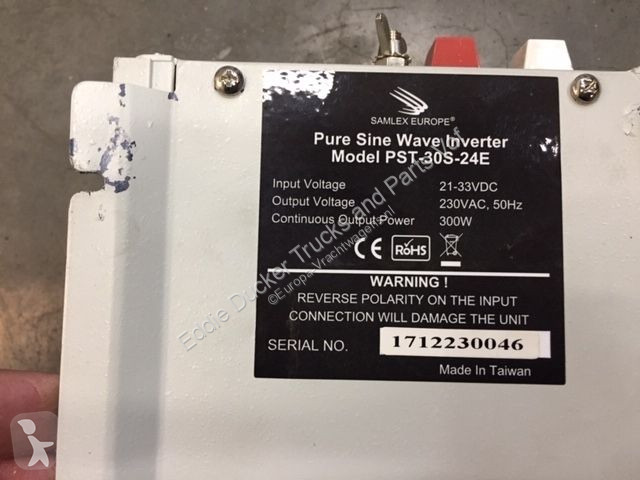 SAMLEX EUROPE®
Pure Sine Wave Inverter
Model PST-30S-24E
Input Voltage 21-33VDC
Output Voltage 230VAC, 50Hz
Continuous Output Power 300W
CE RoHS
WARNING !
REVERSE POLARITY ON THE INPUT
CONNECTION WILL DAMAGE THE UNIT
SERIAL NO. 1712230046
Made In Taiwan
Eddie Ducker Trucks and Parts Vof
©Europa-Vrachtwagen.nl